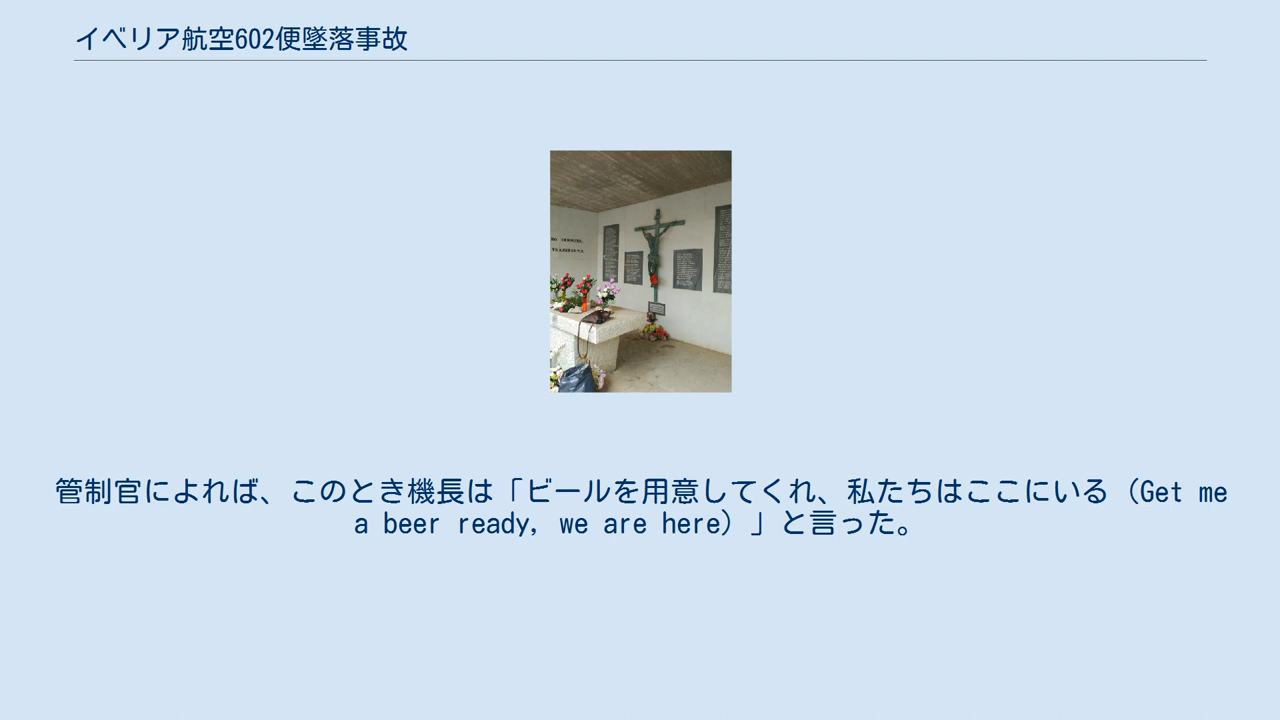 イベリア航空602便墜落事故
管制官によれば、このとき機長は「ビールを用意してくれ、私たちはここにいる（Get me
a beer ready, we are here）」と言った。